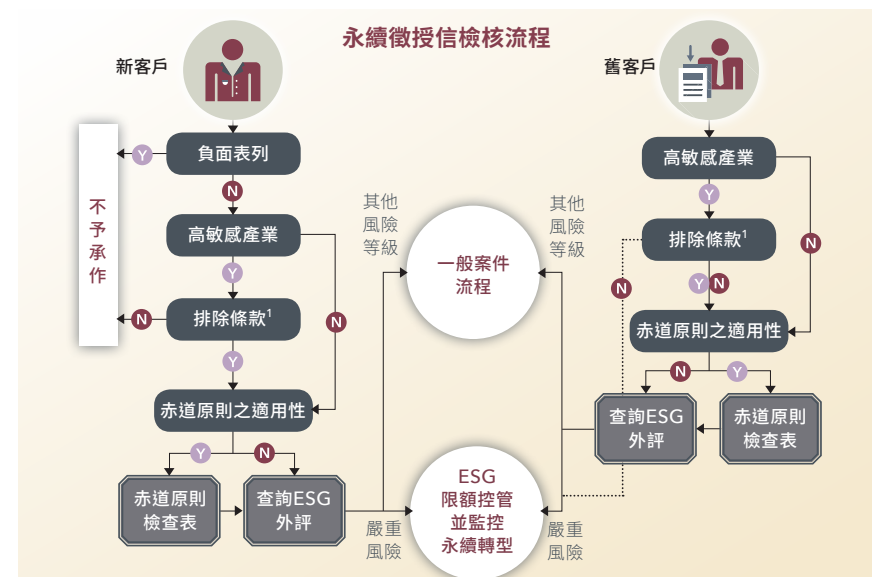 永續徵授信檢核流程
新客戶
負面表列
Y
N
不
予
承
作
高敏感產業
Y
N
排除條款1
N
Y
赤道原則之適用性
Y
N
赤道原則
檢查表
查詢ESG
外評
其他
風險
等級
嚴重
風險
一般案件
流程
ESG
限額控管
並監控
永續轉型
其他
風險
等級
嚴重
風險
舊客戶
高敏感產業
Y
N
排除條款1
N
Y
N
赤道原則之適用性
N
Y
查詢ESG
外評
赤道原則
檢查表